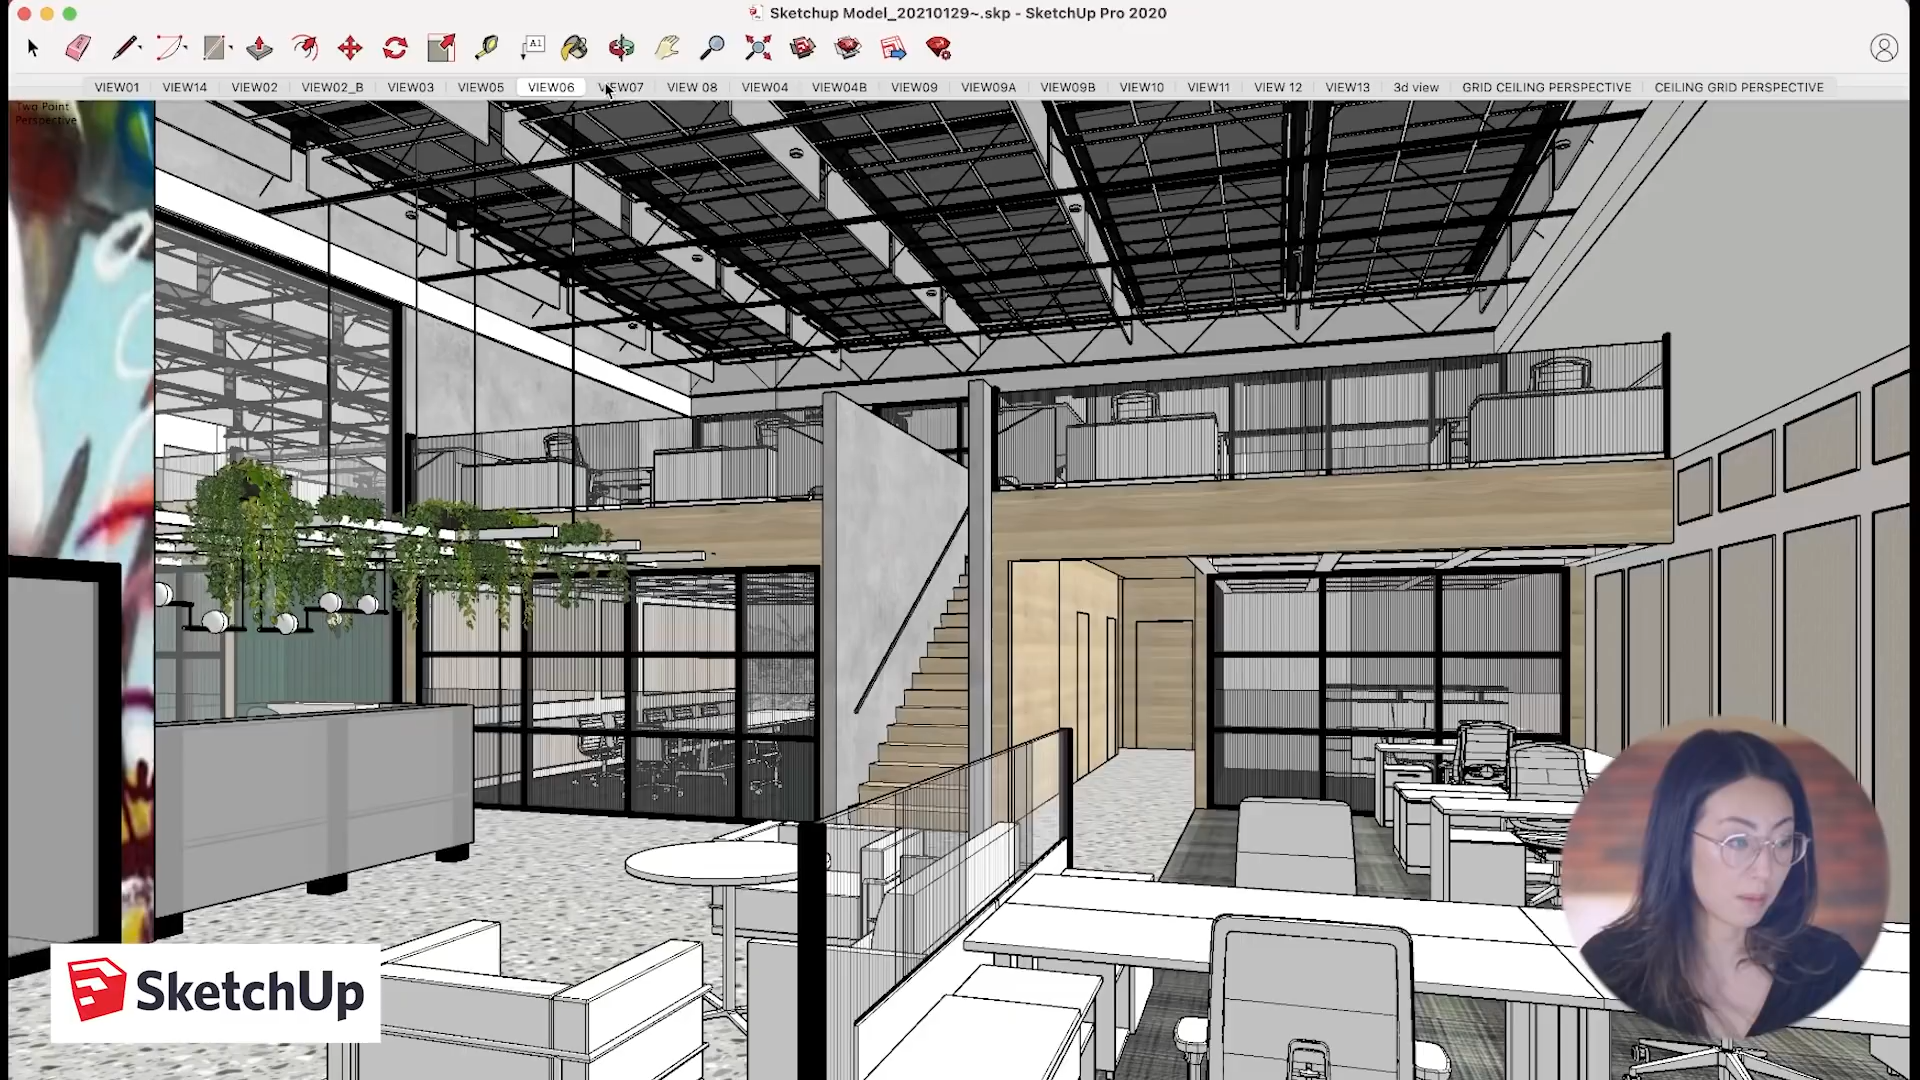 Sketchup Model_20210129~.skp - SketchUp Pro 2020
A1
VIEW01 VIEW14 VIEW02 VIEW02_B VIEW03 VIEW05 VIEW06 VIEW07 VIEW 08 VIEW04 VIEW04B VIEW09 VIEW09A VIEW09B VIEW10 VIEW11 VIEW 12 VIEW13 3d view GRID CEILING PERSPECTIVE CEILING GRID PERSPECTIVE
Two Point
Perspective
SketchUp